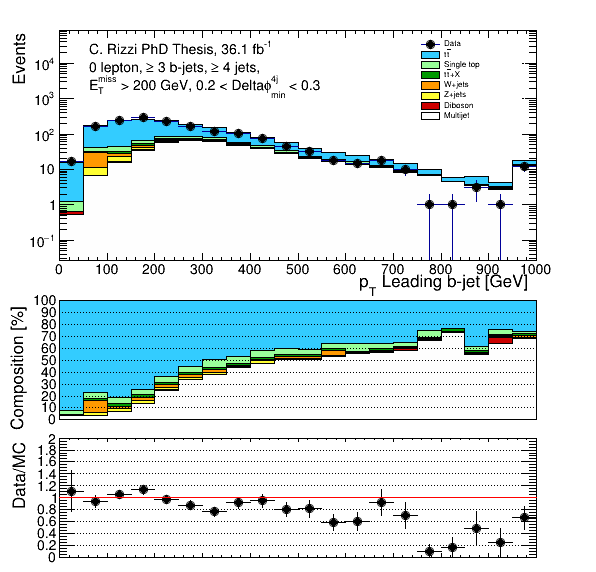 Events
C. Rizzi PhD Thesis, 36.1 fb⁻¹
0 lepton, ≥ 3 b-jets, ≥ 4 jets,
E_T^miss > 200 GeV, 0.2 < Deltaϕ_min^4j < 0.3
Data
tt̄
Single top
tt̄+X
W+jets
Z+jets
Diboson
Multijet
10⁴
10³
10²
10
1
10⁻¹
0 100 200 300 400 500 600 700 800 900 1000
p_T Leading b-jet [GeV]
Composition [%]
100
90
80
70
60
50
40
30
20
10
0
Data/MC
2
1.8
1.6
1.4
1.2
1
0.8
0.6
0.4
0.2
0